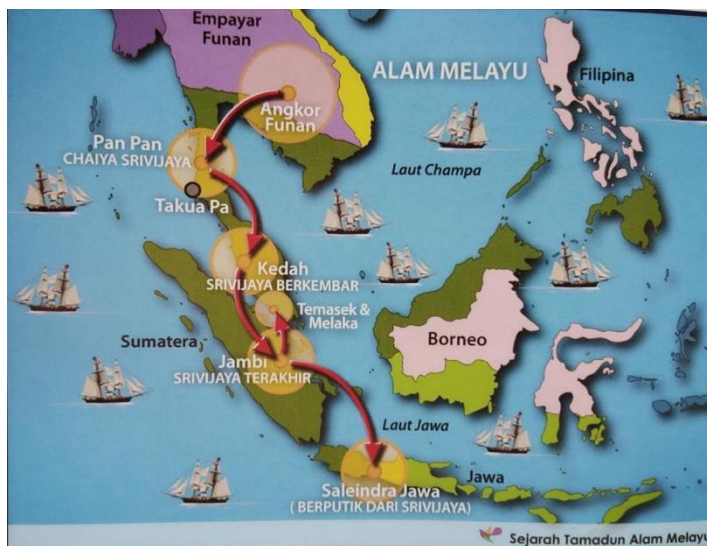 Empayar
Funan
ALAM MELAYU
Filipina
Angkor
Funan
Pan Pan
CHAIYA SRIVIJAYA
Laut Champa
Takua Pa
Kedah
SRIVIJAYA BERKEMBAR
Temasek &
Melaka
Sumatera
Borneo
Jambi
SRIVIJAYA TERAKHIR
Laut Jawa
Jawa
Saleindra Jawa
( BERPUTIK DARI SRIVIJAYA)
Sejarah Tamadun Alam Melayu